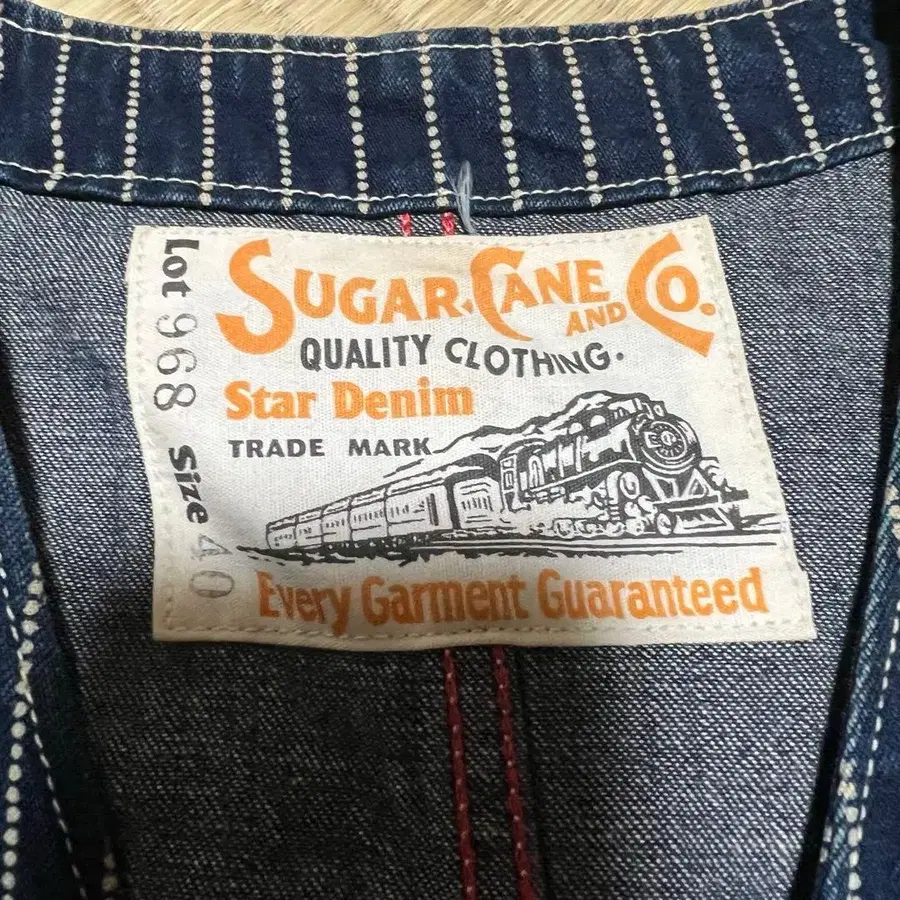 SUGAR CANE AND CO.
QUALITY CLOTHING.
Star Denim
TRADE MARK
Every Garment Guaranteed
Lot 968 Size 40